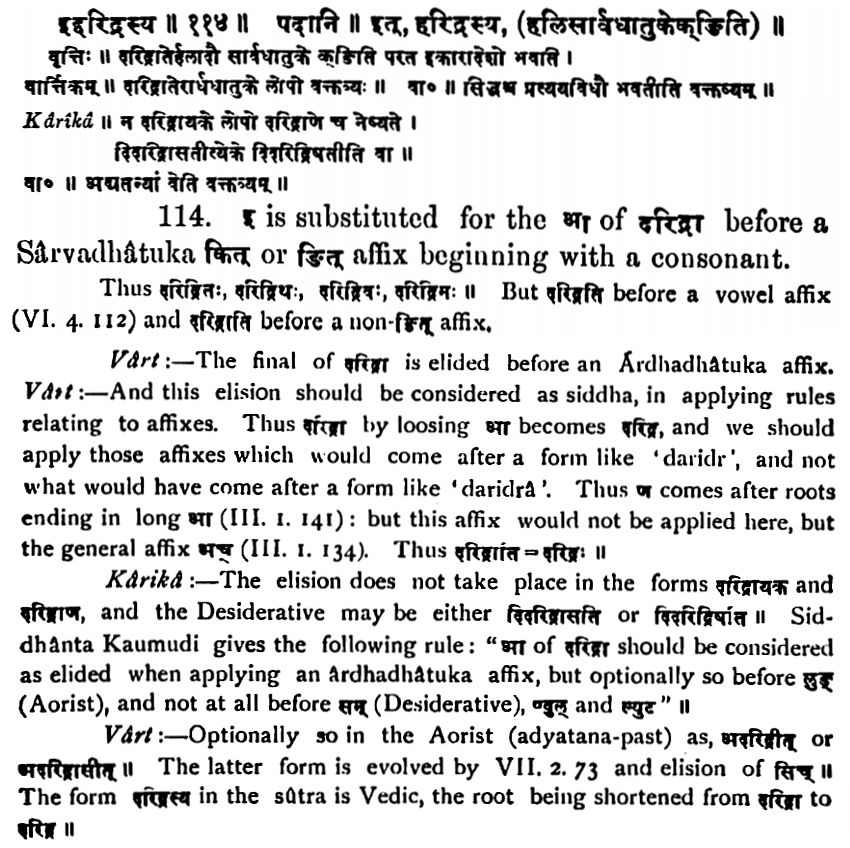 इद्दरिद्रस्य ॥ ११४ ॥ पदानि ॥ इत्, दरिद्रस्य, (हलिसार्वधातुकेक्ङिति) ॥
वृत्तिः ॥ दरिद्रातेर्हलादौ सार्वधातुके क्ङिति परत इकारादेशो भवति ।
वार्त्तिकम् ॥ दरिद्रातेरार्धधातुके लोपो वक्तव्यः ॥ वा० ॥ सिद्धश्च प्रत्ययविधौ भवतीति वक्तव्यम् ॥
Kârikâ ॥ न दरिद्रायके लोपो दरिद्राणे च नेष्यते ।
दिदरिद्रासतीत्येके दिदरिद्रिषतीति वा ॥
वा० ॥ अद्यतन्यां वेति वक्तव्यम् ॥
114. इ is substituted for the आ of दरिद्रा before a
Sârvadhâtuka कित् or ङित् affix beginning with a consonant.
Thus दरिद्रितः, दरिद्रिथः, दरिद्रिवः, दरिद्रिमः ॥ But दरिद्रति before a vowel affix
(VI. 4. 112) and दरिद्राति before a non-ङित् affix.
Vârt :—The final of दरिद्रा is elided before an Árdhadhâtuka affix.
Vârt :—And this elision should be considered as siddha, in applying rules
relating to affixes. Thus दरिद्रा by loosing आ becomes दरिद्र, and we should
apply those affixes which would come after a form like 'daridr', and not
what would have come after a form like 'daridrâ'. Thus ण comes after roots
ending in long आ (III. 1. 141) : but this affix would not be applied here, but
the general affix अच् (III. 1. 134). Thus दरिद्राति = दरिद्रः ॥
Kârikâ :—The elision does not take place in the forms दरिद्रायक and
दरिद्राण, and the Desiderative may be either दिदरिद्रासति or दिदरिद्रिषति ॥ Sid-
dhânta Kaumudi gives the following rule : "आ of दरिद्रा should be considered
as elided when applying an ârdhadhâtuka affix, but optionally so before लुङ्
(Aorist), and not at all before सन् (Desiderative), ण्वुल् and ल्युट" ॥
Vârt :—Optionally so in the Aorist (adyatana-past) as, अदरिद्रीत् or
अदरिद्रासीत् ॥ The latter form is evolved by VII. 2. 73 and elision of सिच् ॥
The form दरिद्रस्य in the sûtra is Vedic, the root being shortened from दरिद्रा to
दरिद्र ॥